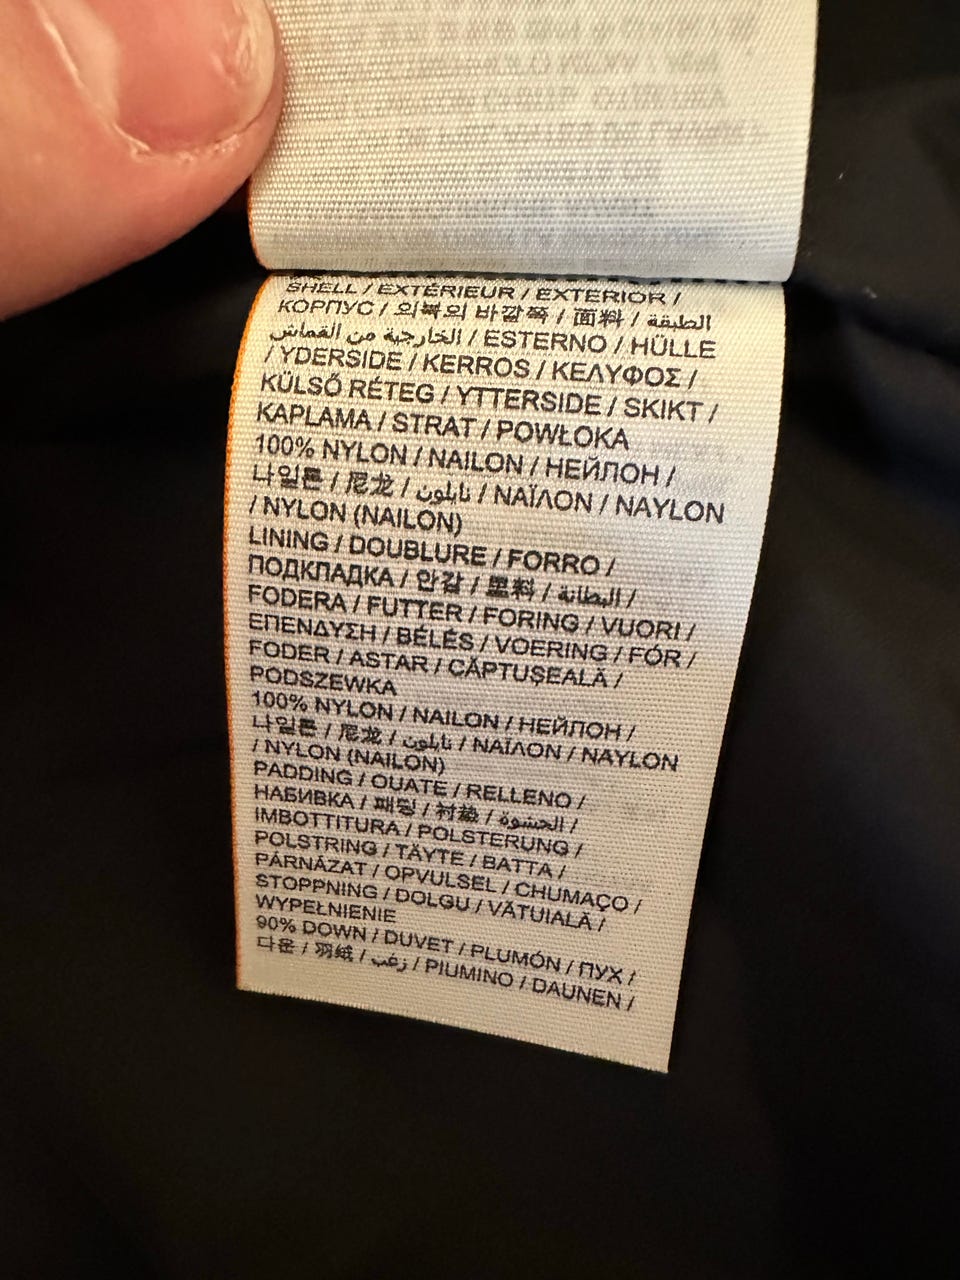 SHELL / EXTÉRIEUR / EXTERIOR /
КОРПУС / 외복의 바깥쪽 / 面料 / الطبقة
الخارجية من القماش / ESTERNO / HÜLLE
/ YDERSIDE / KERROS / ΚΕΛΥΦΟΣ /
KÜLSŐ RÉTEG / YTTERSIDE / SKIKT /
KAPLAMA / STRAT / POWŁOKA
100% NYLON / NAILON / НЕЙЛОН /
나일론 / 尼龙 / نايلون / ΝΑΪΛΟΝ / NAYLON
/ NYLON (NAILON)
LINING / DOUBLURE / FORRO /
ПОДКЛАДКА / 안감 / 里料 / البطانة /
FODERA / FUTTER / FORING / VUORI /
ΕΠΕΝΔΥΣΗ / BÉLÉS / VOERING / FÓR /
FODER / ASTAR / CĂPTUȘEALĂ /
PODSZEWKA
100% NYLON / NAILON / НЕЙЛОН /
나일론 / 尼龙 / نايلون / ΝΑΪΛΟΝ / NAYLON
/ NYLON (NAILON)
PADDING / OUATE / RELLENO /
НАБИВКА / 패딩 / 衬垫 / الحشوة /
IMBOTTITURA / POLSTERUNG /
POLSTRING / TÄYTE / BATTA /
PÁRNÁZAT / OPVULSEL / CHUMAÇO /
STOPPNING / DOLGU / VĂTUIALĂ /
WYPEŁNIENIE
90% DOWN / DUVET / PLUMÓN / ПУХ /
다운 / 羽绒 / زغب / PIUMINO / DAUNEN /